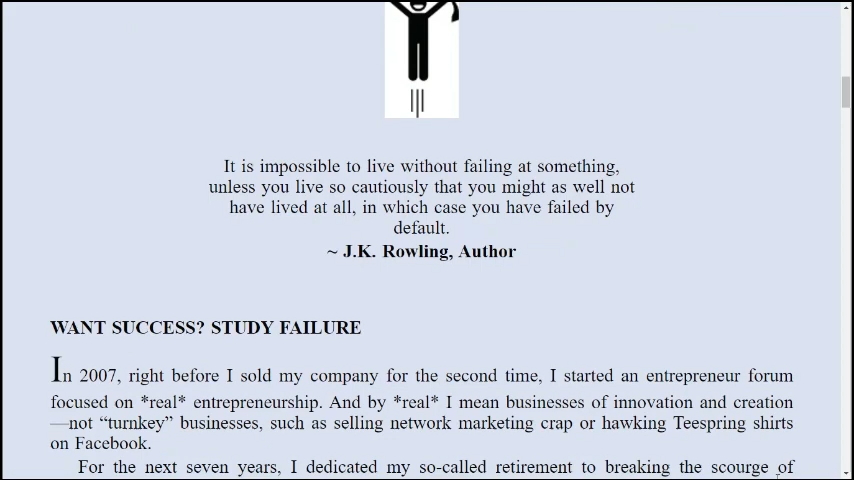 It is impossible to live without failing at something,
unless you live so cautiously that you might as well not
have lived at all, in which case you have failed by
default.
~ J.K. Rowling, Author
WANT SUCCESS? STUDY FAILURE
In 2007, right before I sold my company for the second time, I started an entrepreneur forum
focused on *real* entrepreneurship. And by *real* I mean businesses of innovation and creation
—not “turnkey” businesses, such as selling network marketing crap or hawking Teespring shirts
on Facebook.
For the next seven years, I dedicated my so-called retirement to breaking the scourge of